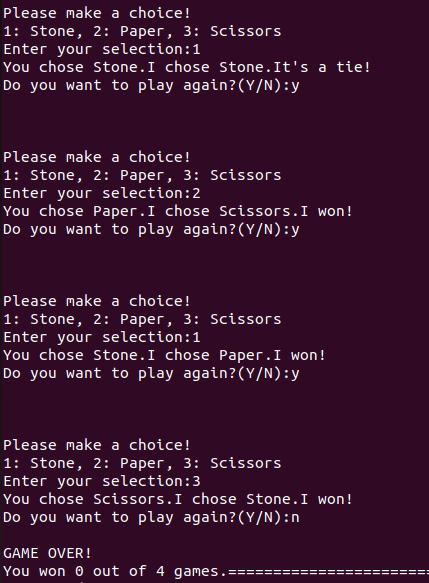 Please make a choice!
1: Stone, 2: Paper, 3: Scissors
Enter your selection:1
You chose Stone.I chose Stone.It's a tie!
Do you want to play again?(Y/N):y
Please make a choice!
1: Stone, 2: Paper, 3: Scissors
Enter your selection:2
You chose Paper.I chose Scissors.I won!
Do you want to play again?(Y/N):y
Please make a choice!
1: Stone, 2: Paper, 3: Scissors
Enter your selection:1
You chose Stone.I chose Paper.I won!
Do you want to play again?(Y/N):y
Please make a choice!
1: Stone, 2: Paper, 3: Scissors
Enter your selection:3
You chose Scissors.I chose Stone.I won!
Do you want to play again?(Y/N):n
GAME OVER!
You won 0 out of 4 games.========================